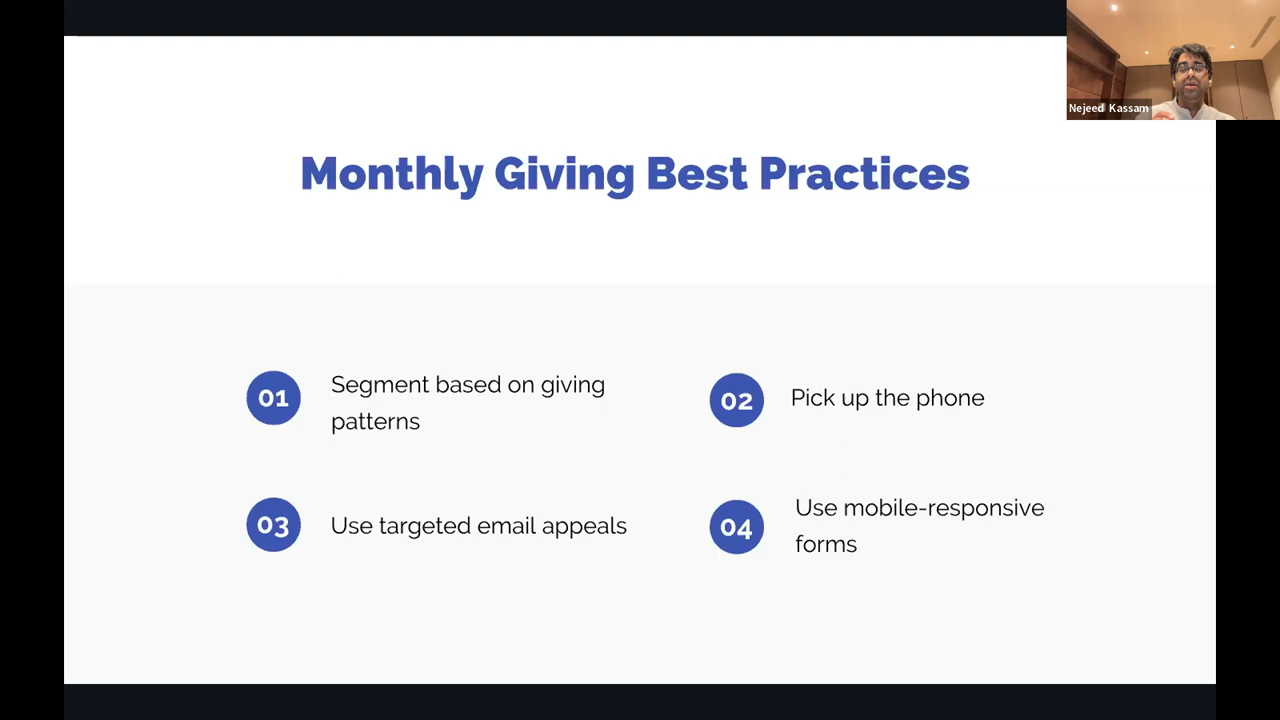 Nejeed Kassam
Monthly Giving Best Practices
01
Segment based on giving
patterns
02
Pick up the phone
03
Use targeted email appeals
04
Use mobile-responsive
forms